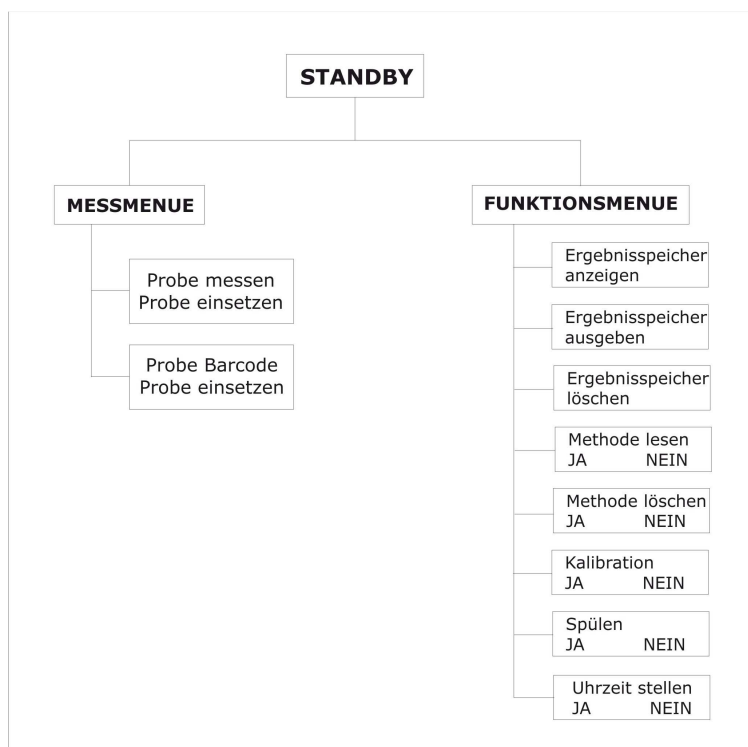 STANDBY
MESSMENUE
Probe messen
Probe einsetzen
Probe Barcode
Probe einsetzen
FUNKTIONSMENUE
Ergebnisspeicher
anzeigen
Ergebnisspeicher
ausgeben
Ergebnisspeicher
löschen
Methode lesen
JA NEIN
Methode löschen
JA NEIN
Kalibration
JA NEIN
Spülen
JA NEIN
Uhrzeit stellen
JA NEIN